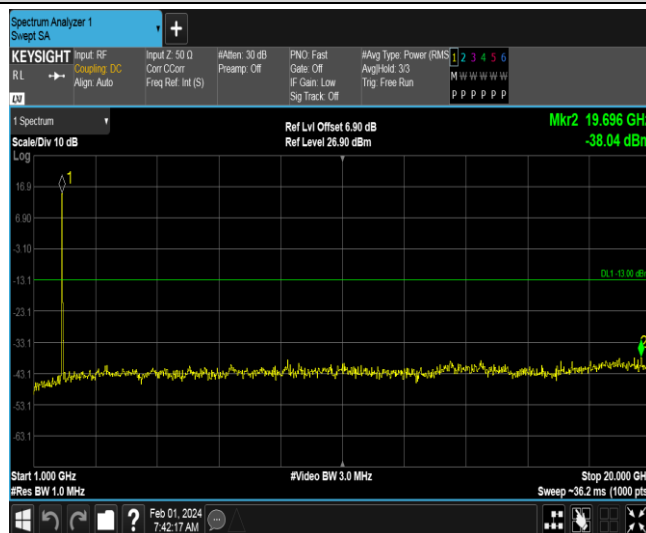 Spectrum Analyzer 1
Swept SA
+
KEYSIGHT
RL
LXI
Input: RF
Coupling: DC
Align: Auto
Input Z: 50 Ω
Corr CCorr
Freq Ref: Int (S)
#Atten: 30 dB
Preamp: Off
PNO: Fast
Gate: Off
IF Gain: Low
Sig Track: Off
#Avg Type: Power (RMS
Avg|Hold: 3/3
Trig: Free Run
1 2 3 4 5 6
M W W W W W
P P P P P P
1 Spectrum
Scale/Div 10 dB
Log
Ref Lvl Offset 6.90 dB
Ref Level 26.90 dBm
Mkr2 19.696 GHz
-38.04 dBm
1
16.9
6.90
-3.10
DL1 -13.00 dBm
-13.1
-23.1
-33.1
2
-43.1
-53.1
-63.1
Start 1.000 GHz
#Res BW 1.0 MHz
#Video BW 3.0 MHz
Stop 20.000 GHz
Sweep ~36.2 ms (1000 pts
?
Feb 01, 2024
7:42:17 AM